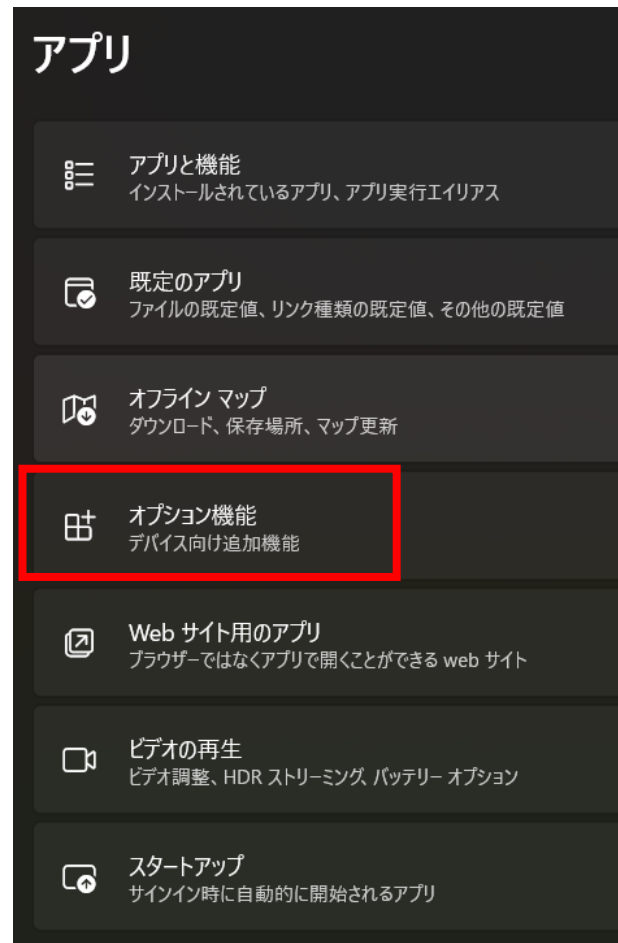 アプリ
アプリと機能
インストールされているアプリ、アプリ実行エイリアス
既定のアプリ
ファイルの既定値、リンク種類の既定値、その他の既定値
オフライン マップ
ダウンロード、保存場所、マップ更新
オプション機能
デバイス向け追加機能
Web サイト用のアプリ
ブラウザーではなくアプリで開くことができる web サイト
ビデオの再生
ビデオ調整、HDR ストリーミング、バッテリー オプション
スタートアップ
サインイン時に自動的に開始されるアプリ